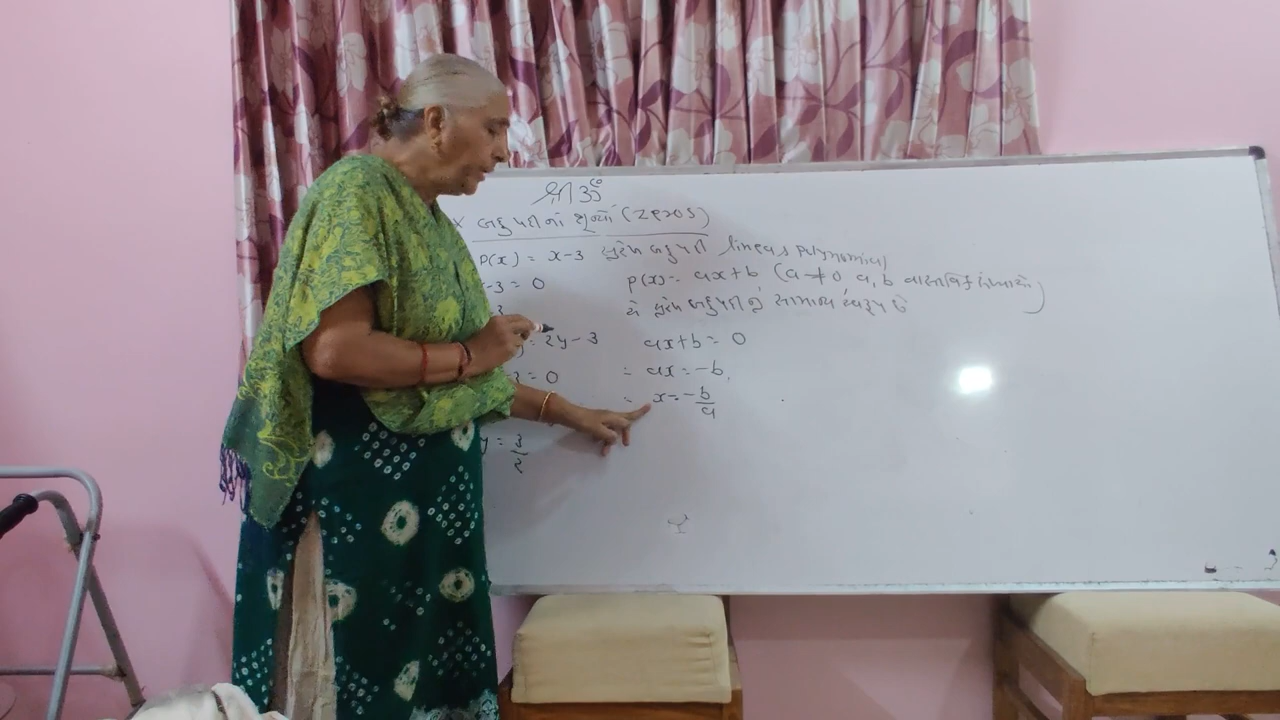 શ્રી ૐ
× બહુપદીનાં શૂન્યો (zeros)
P(x) = x-3 સુરેખ બહુપદી linear polynomial
-3 = 0 P(x) = ax+b (a ≠ 0 a, b વાસ્તવિક સંખ્યાઓ)
એ સુરેખ બહુપદીનું સામાન્ય સ્વરૂપ છે
= 2y-3 ax+b = 0
= 0 = ax = -b,
= x = -b/a
y = 3/2